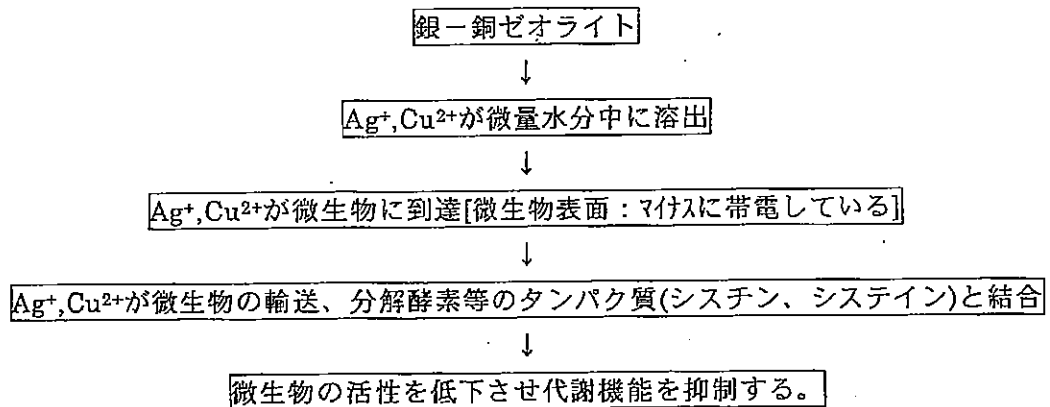 銀－銅ゼオライト
↓
Ag⁺,Cu²⁺が微量水分中に溶出
↓
Ag⁺,Cu²⁺が微生物に到達[微生物表面：ﾏｲﾅｽに帯電している]
↓
Ag⁺,Cu²⁺が微生物の輸送、分解酵素等のタンパク質(シスチン、システイン)と結合
↓
微生物の活性を低下させ代謝機能を抑制する。